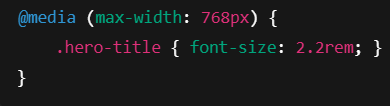 @media (max-width: 768px) {
    .hero-title { font-size: 2.2rem; }
}